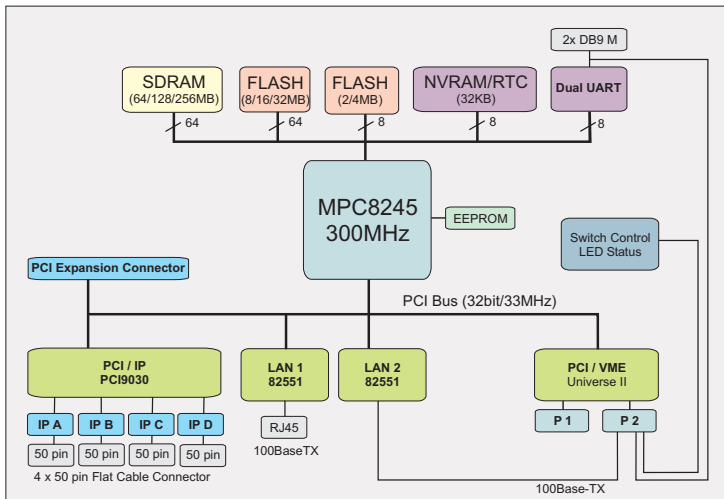 2x DB9 M
SDRAM
(64/128/256MB)
FLASH
(8/16/32MB)
FLASH
(2/4MB)
NVRAM/RTC
(32KB)
Dual UART
64
64
8
8
8
MPC8245
300MHz
EEPROM
Switch Control
LED Status
PCI Expansion Connector
PCI Bus (32bit/33MHz)
PCI / IP
PCI9030
LAN 1
82551
LAN 2
82551
PCI / VME
Universe II
IP A
IP B
IP C
IP D
RJ45
P 1
P 2
50 pin
50 pin
50 pin
50 pin
100BaseTX
4 x 50 pin Flat Cable Connector
100Base-TX